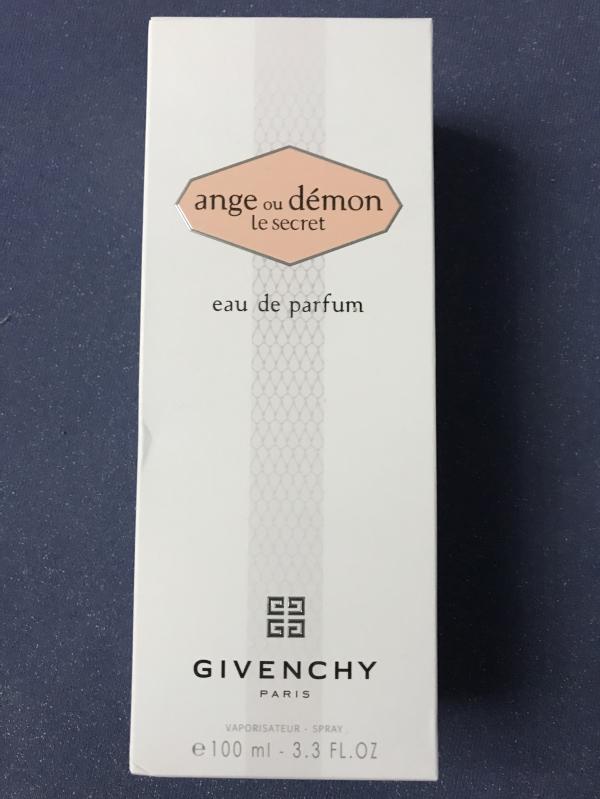 ange ou démon
le secret
eau de parfum
GIVENCHY
PARIS
VAPORISATEUR - SPRAY
℮ 100 ml - 3.3 FL.OZ